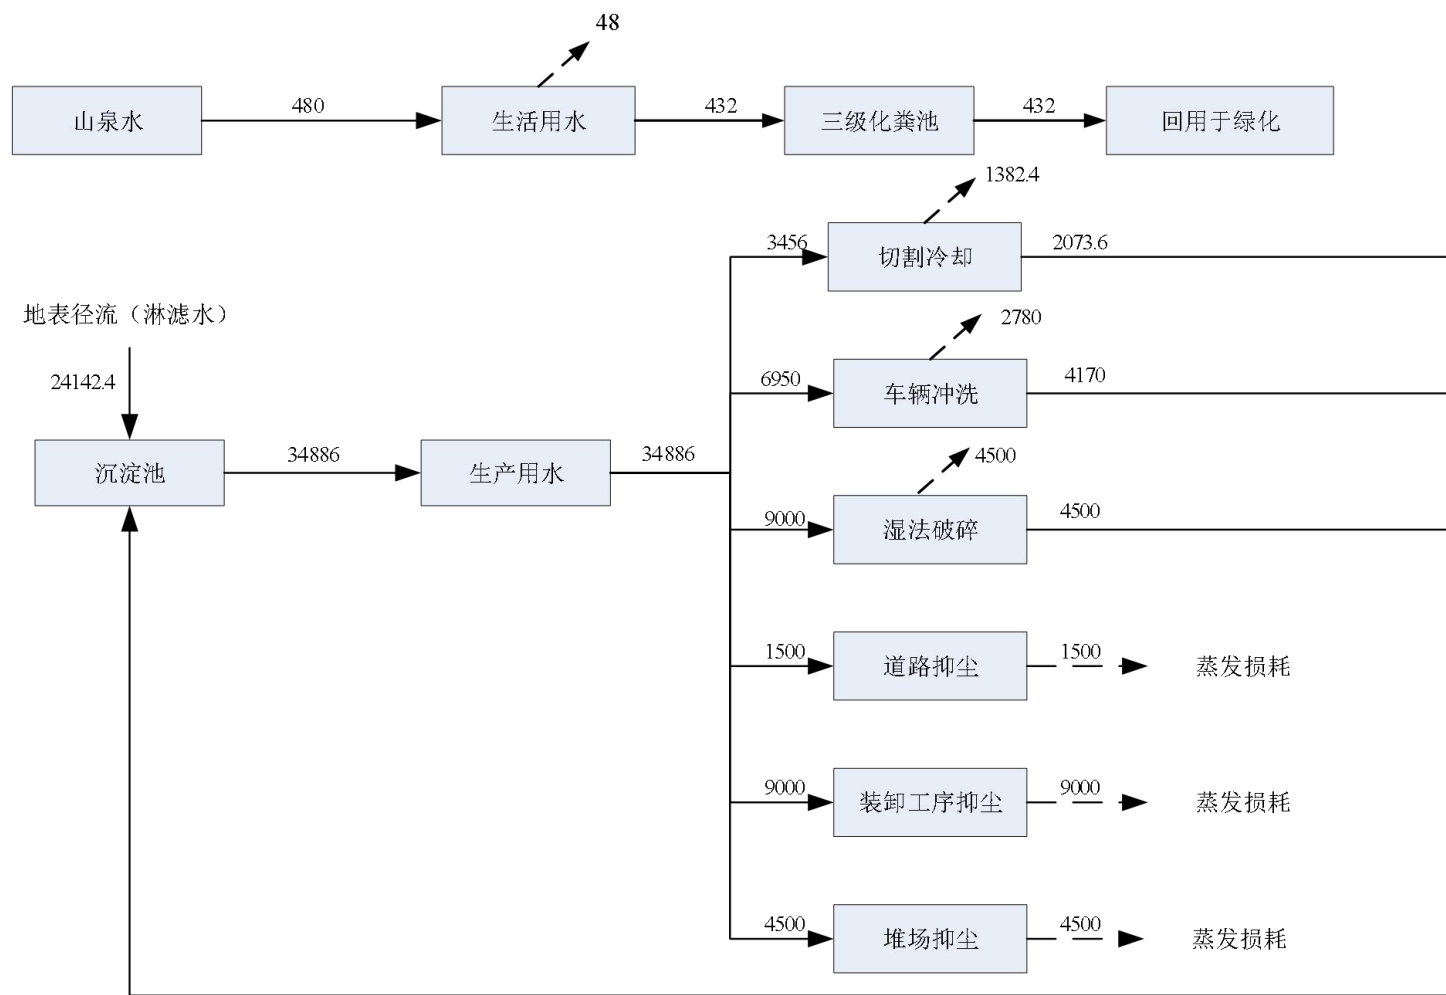 48
山泉水
480
生活用水
432
三级化粪池
432
回用于绿化
1382.4
3456
切割冷却
2073.6
地表径流（淋滤水）
2780
24142.4
6950
车辆冲洗
4170
沉淀池
34886
生产用水
34886
4500
9000
湿法破碎
4500
1500
道路抑尘
1500
蒸发损耗
9000
装卸工序抑尘
9000
蒸发损耗
4500
堆场抑尘
4500
蒸发损耗